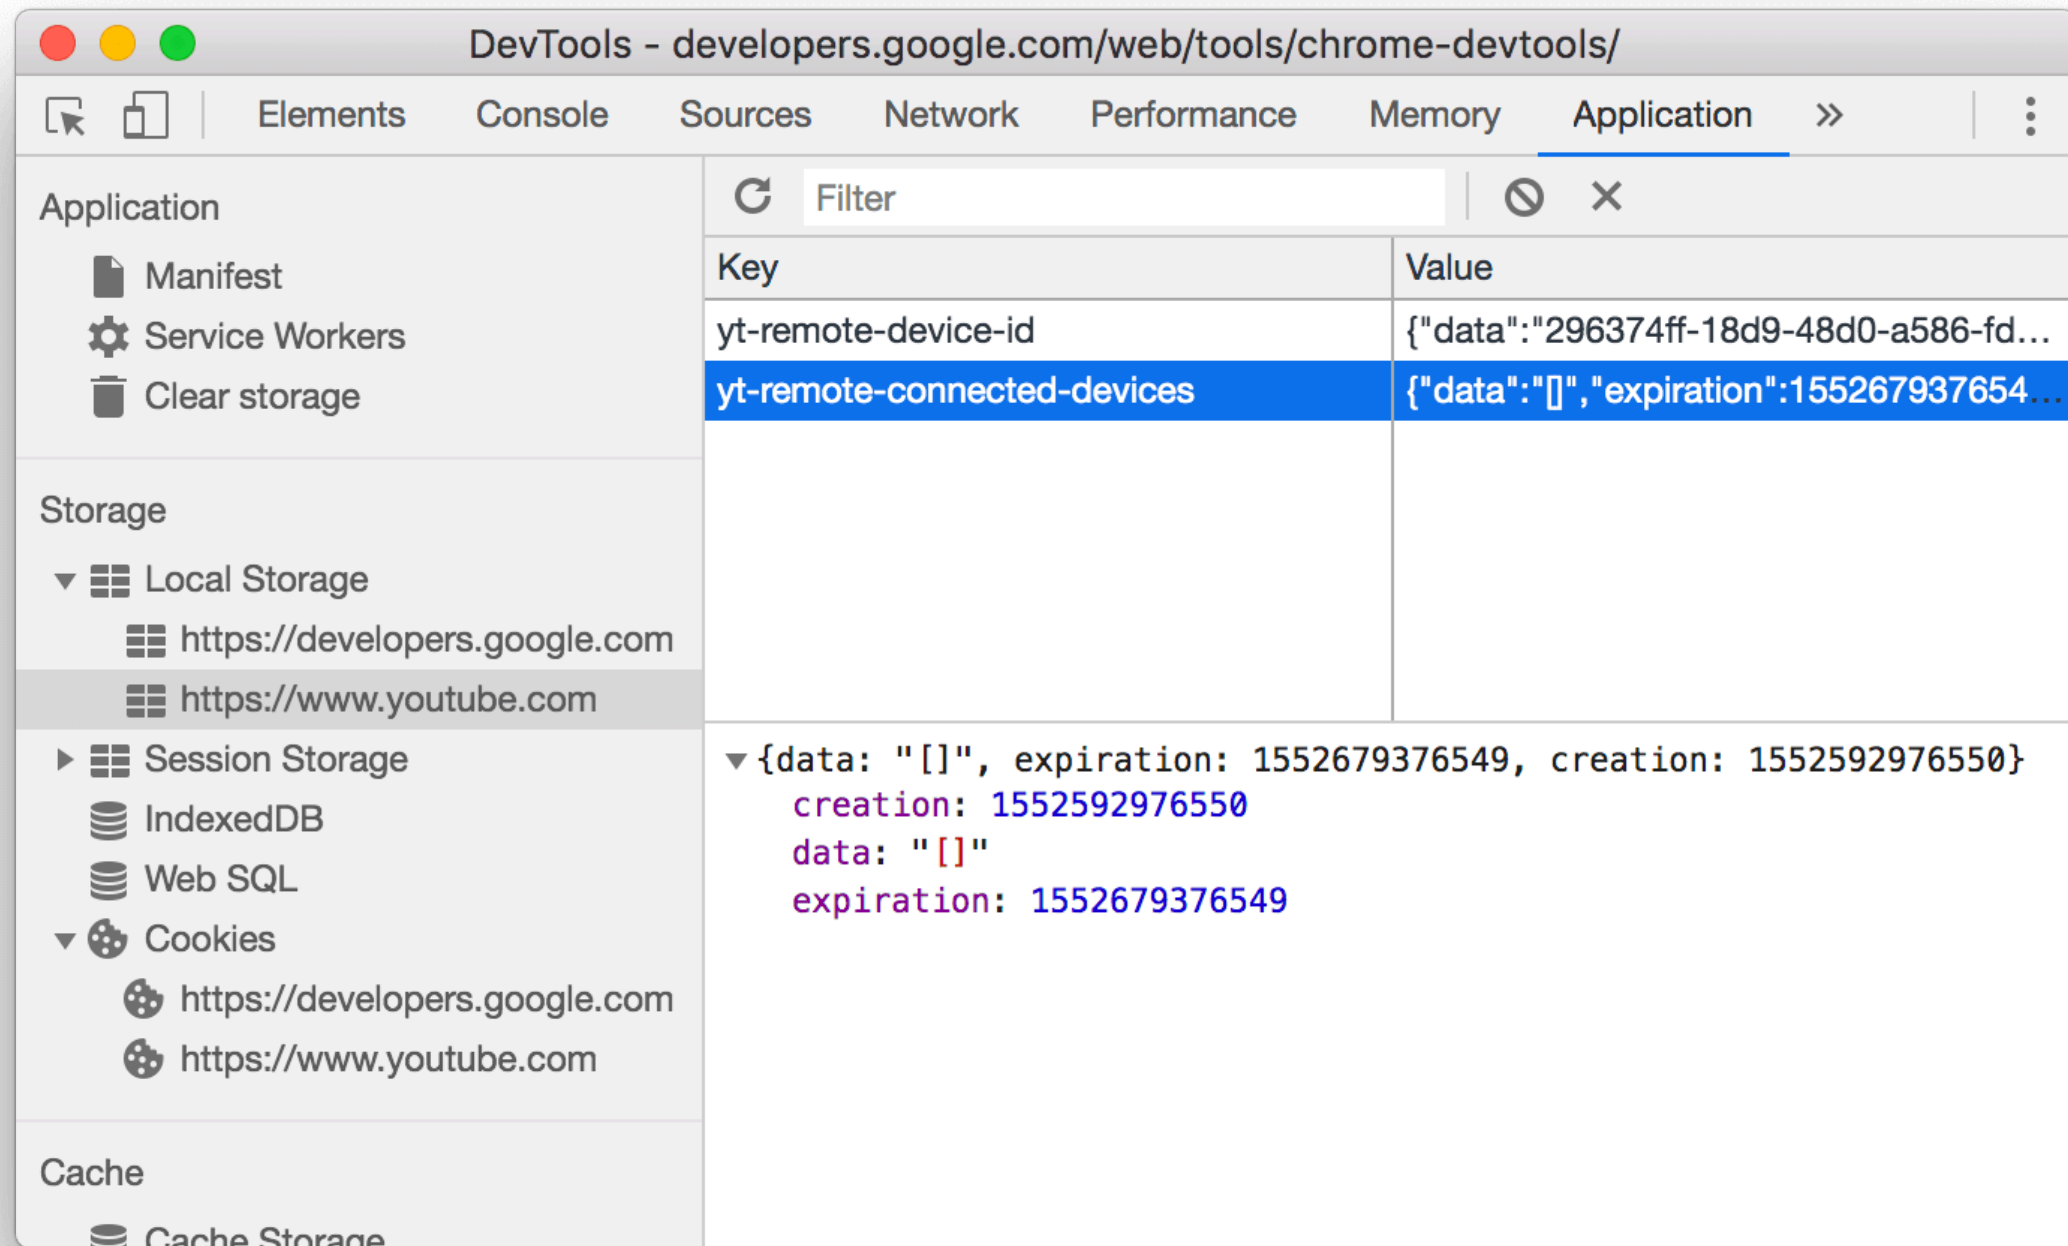 DevTools - developers.google.com/web/tools/chrome-devtools/
Elements Console Sources Network Performance Memory Application »
Application
Manifest
Service Workers
Clear storage
Storage
Local Storage
https://developers.google.com
https://www.youtube.com
Session Storage
IndexedDB
Web SQL
Cookies
https://developers.google.com
https://www.youtube.com
Cache
Cache Storage
Filter
Key Value
yt-remote-device-id {"data":"296374ff-18d9-48d0-a586-fd...
yt-remote-connected-devices {"data":"[]","expiration":155267937654...
{data: "[]", expiration: 1552679376549, creation: 1552592976550}
creation: 1552592976550
data: "[]"
expiration: 1552679376549